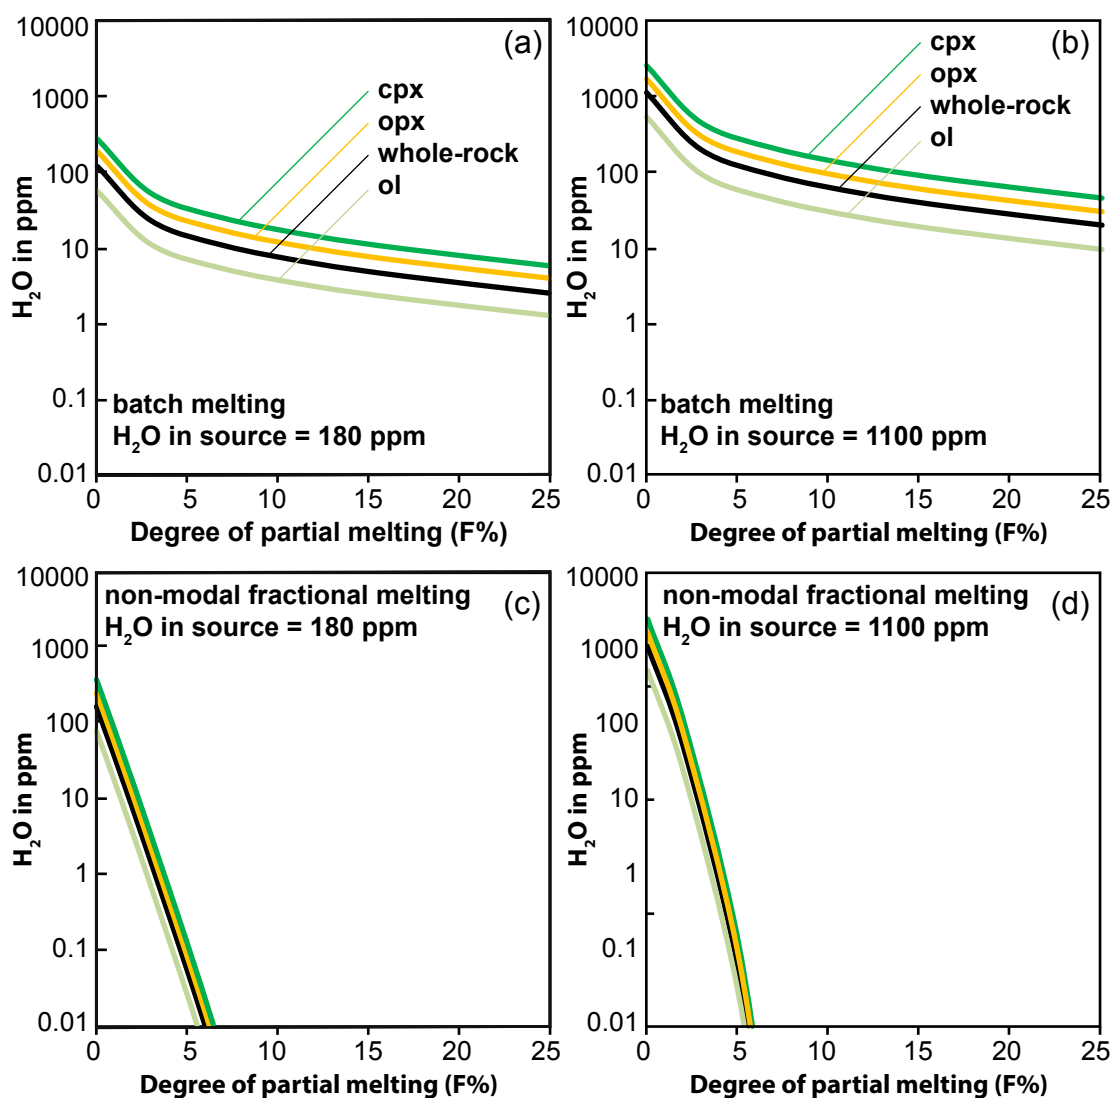 (a)
10000
1000
100
10
1
0.1
0.01
H₂O in ppm
cpx
opx
whole-rock
ol
batch melting
H₂O in source = 180 ppm
0 5 10 15 20 25
Degree of partial melting (F%)
(b)
10000
1000
100
10
1
0.1
0.01
H₂O in ppm
cpx
opx
whole-rock
ol
batch melting
H₂O in source = 1100 ppm
0 5 10 15 20 25
Degree of partial melting (F%)
non-modal fractional melting
(c)
H₂O in source = 180 ppm
10000
1000
100
10
1
0.1
0.01
H₂O in ppm
0 5 10 15 20 25
Degree of partial melting (F%)
non-modal fractional melting
(d)
H₂O in source = 1100 ppm
10000
1000
100
10
1
0.1
0.01
H₂O in ppm
0 5 10 15 20 25
Degree of partial melting (F%)